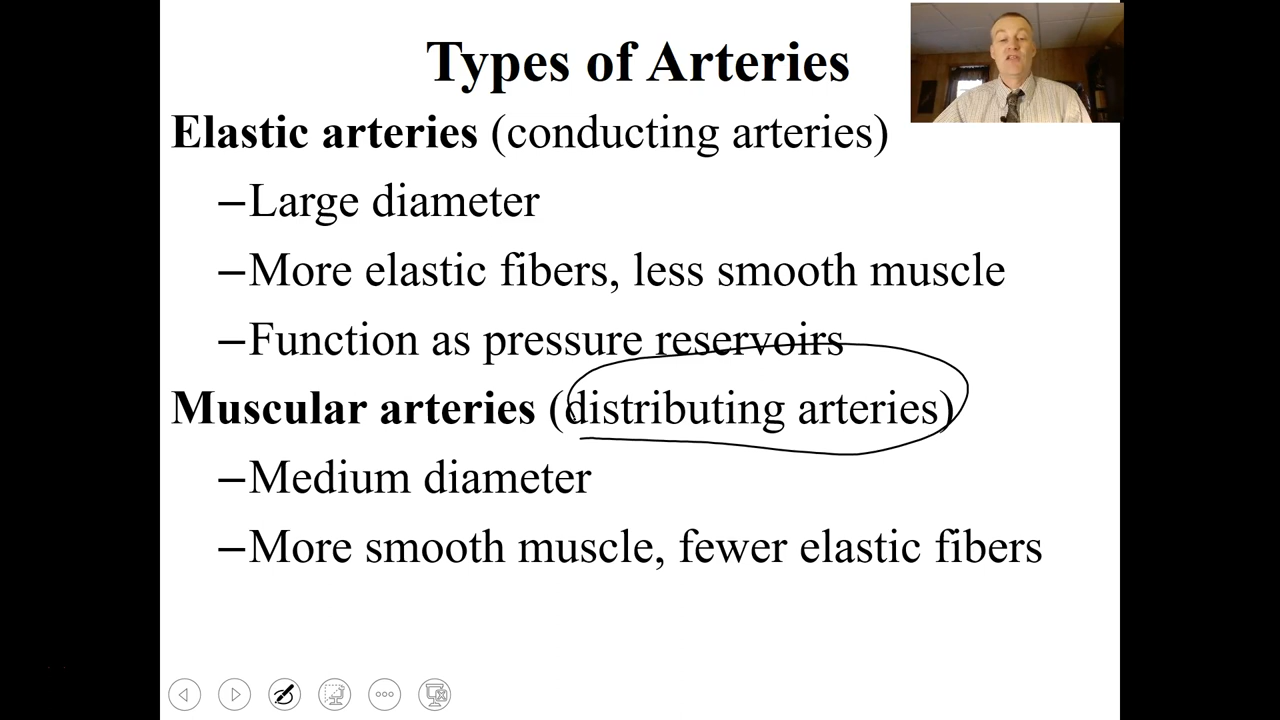 Types of Arteries
Elastic arteries (conducting arteries)
–Large diameter
–More elastic fibers, less smooth muscle
–Function as pressure reservoirs
Muscular arteries (distributing arteries)
–Medium diameter
–More smooth muscle, fewer elastic fibers